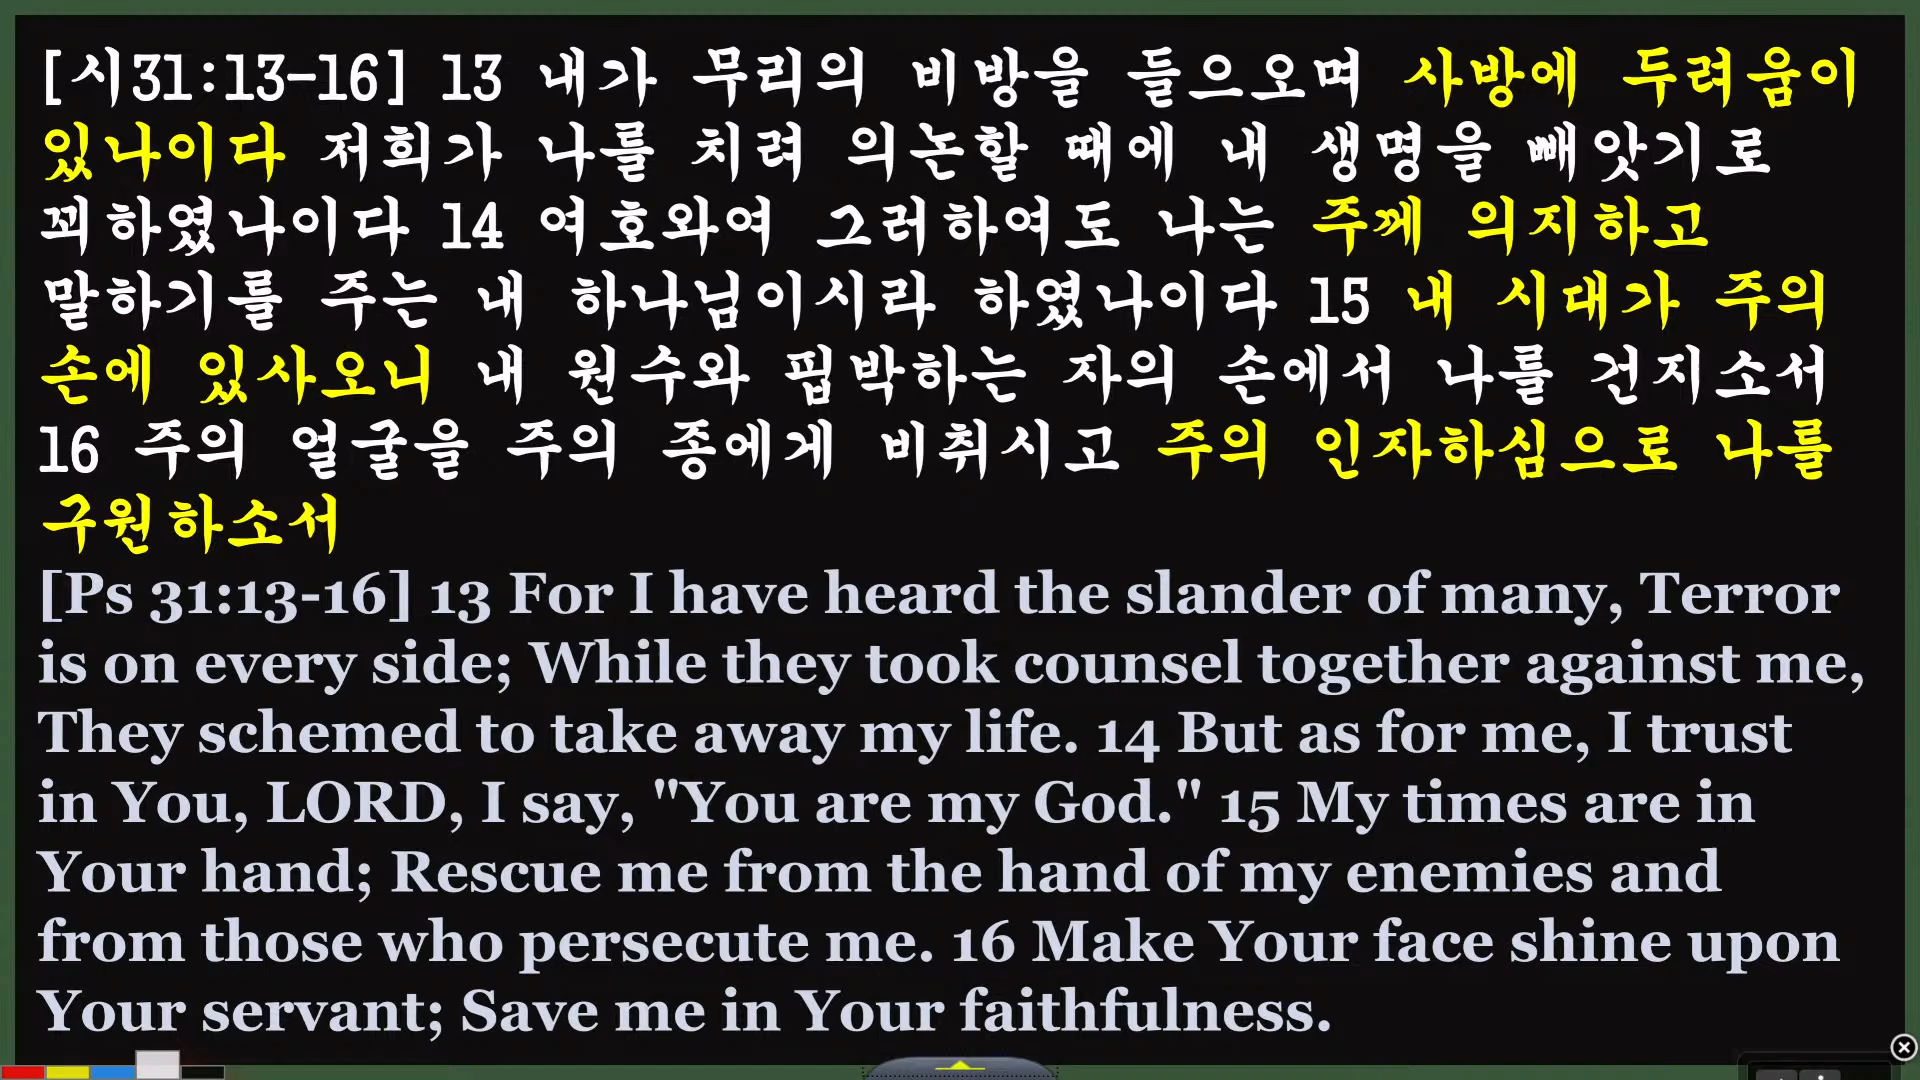 [시31:13-16] 13 내가 무리의 비방을 들으오며 사방에 두려움이
있나이다 저희가 나를 치려 의논할 때에 내 생명을 빼앗기로
꾀하였나이다 14 여호와여 그러하여도 나는 주께 의지하고
말하기를 주는 내 하나님이시라 하였나이다 15 내 시대가 주의
손에 있사오니 내 원수와 핍박하는 자의 손에서 나를 건지소서
16 주의 얼굴을 주의 종에게 비취시고 주의 인자하심으로 나를
구원하소서
[Ps 31:13-16] 13 For I have heard the slander of many, Terror
is on every side; While they took counsel together against me,
They schemed to take away my life. 14 But as for me, I trust
in You, LORD, I say, "You are my God." 15 My times are in
Your hand; Rescue me from the hand of my enemies and
from those who persecute me. 16 Make Your face shine upon
Your servant; Save me in Your faithfulness.